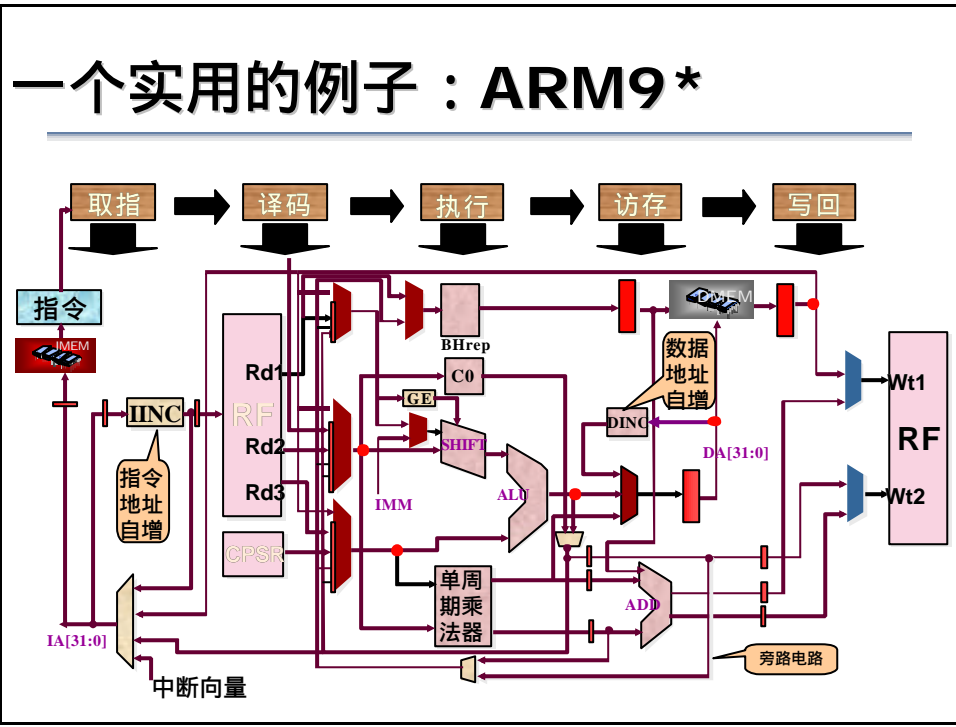 一个实用的例子：ARM9*
取指
译码
执行
访存
写回
指令
IMEM
DMEM
BHrep
数据
地址
自增
Rd1
C0
Wt1
IINC
RF
GE
DINC
RF
Rd2
SHIFT
DA[31:0]
指令
地址
自增
Rd3
IMM
ALU
Wt2
CPSR
单周
期乘
法器
ADD
IA[31:0]
旁路电路
中断向量